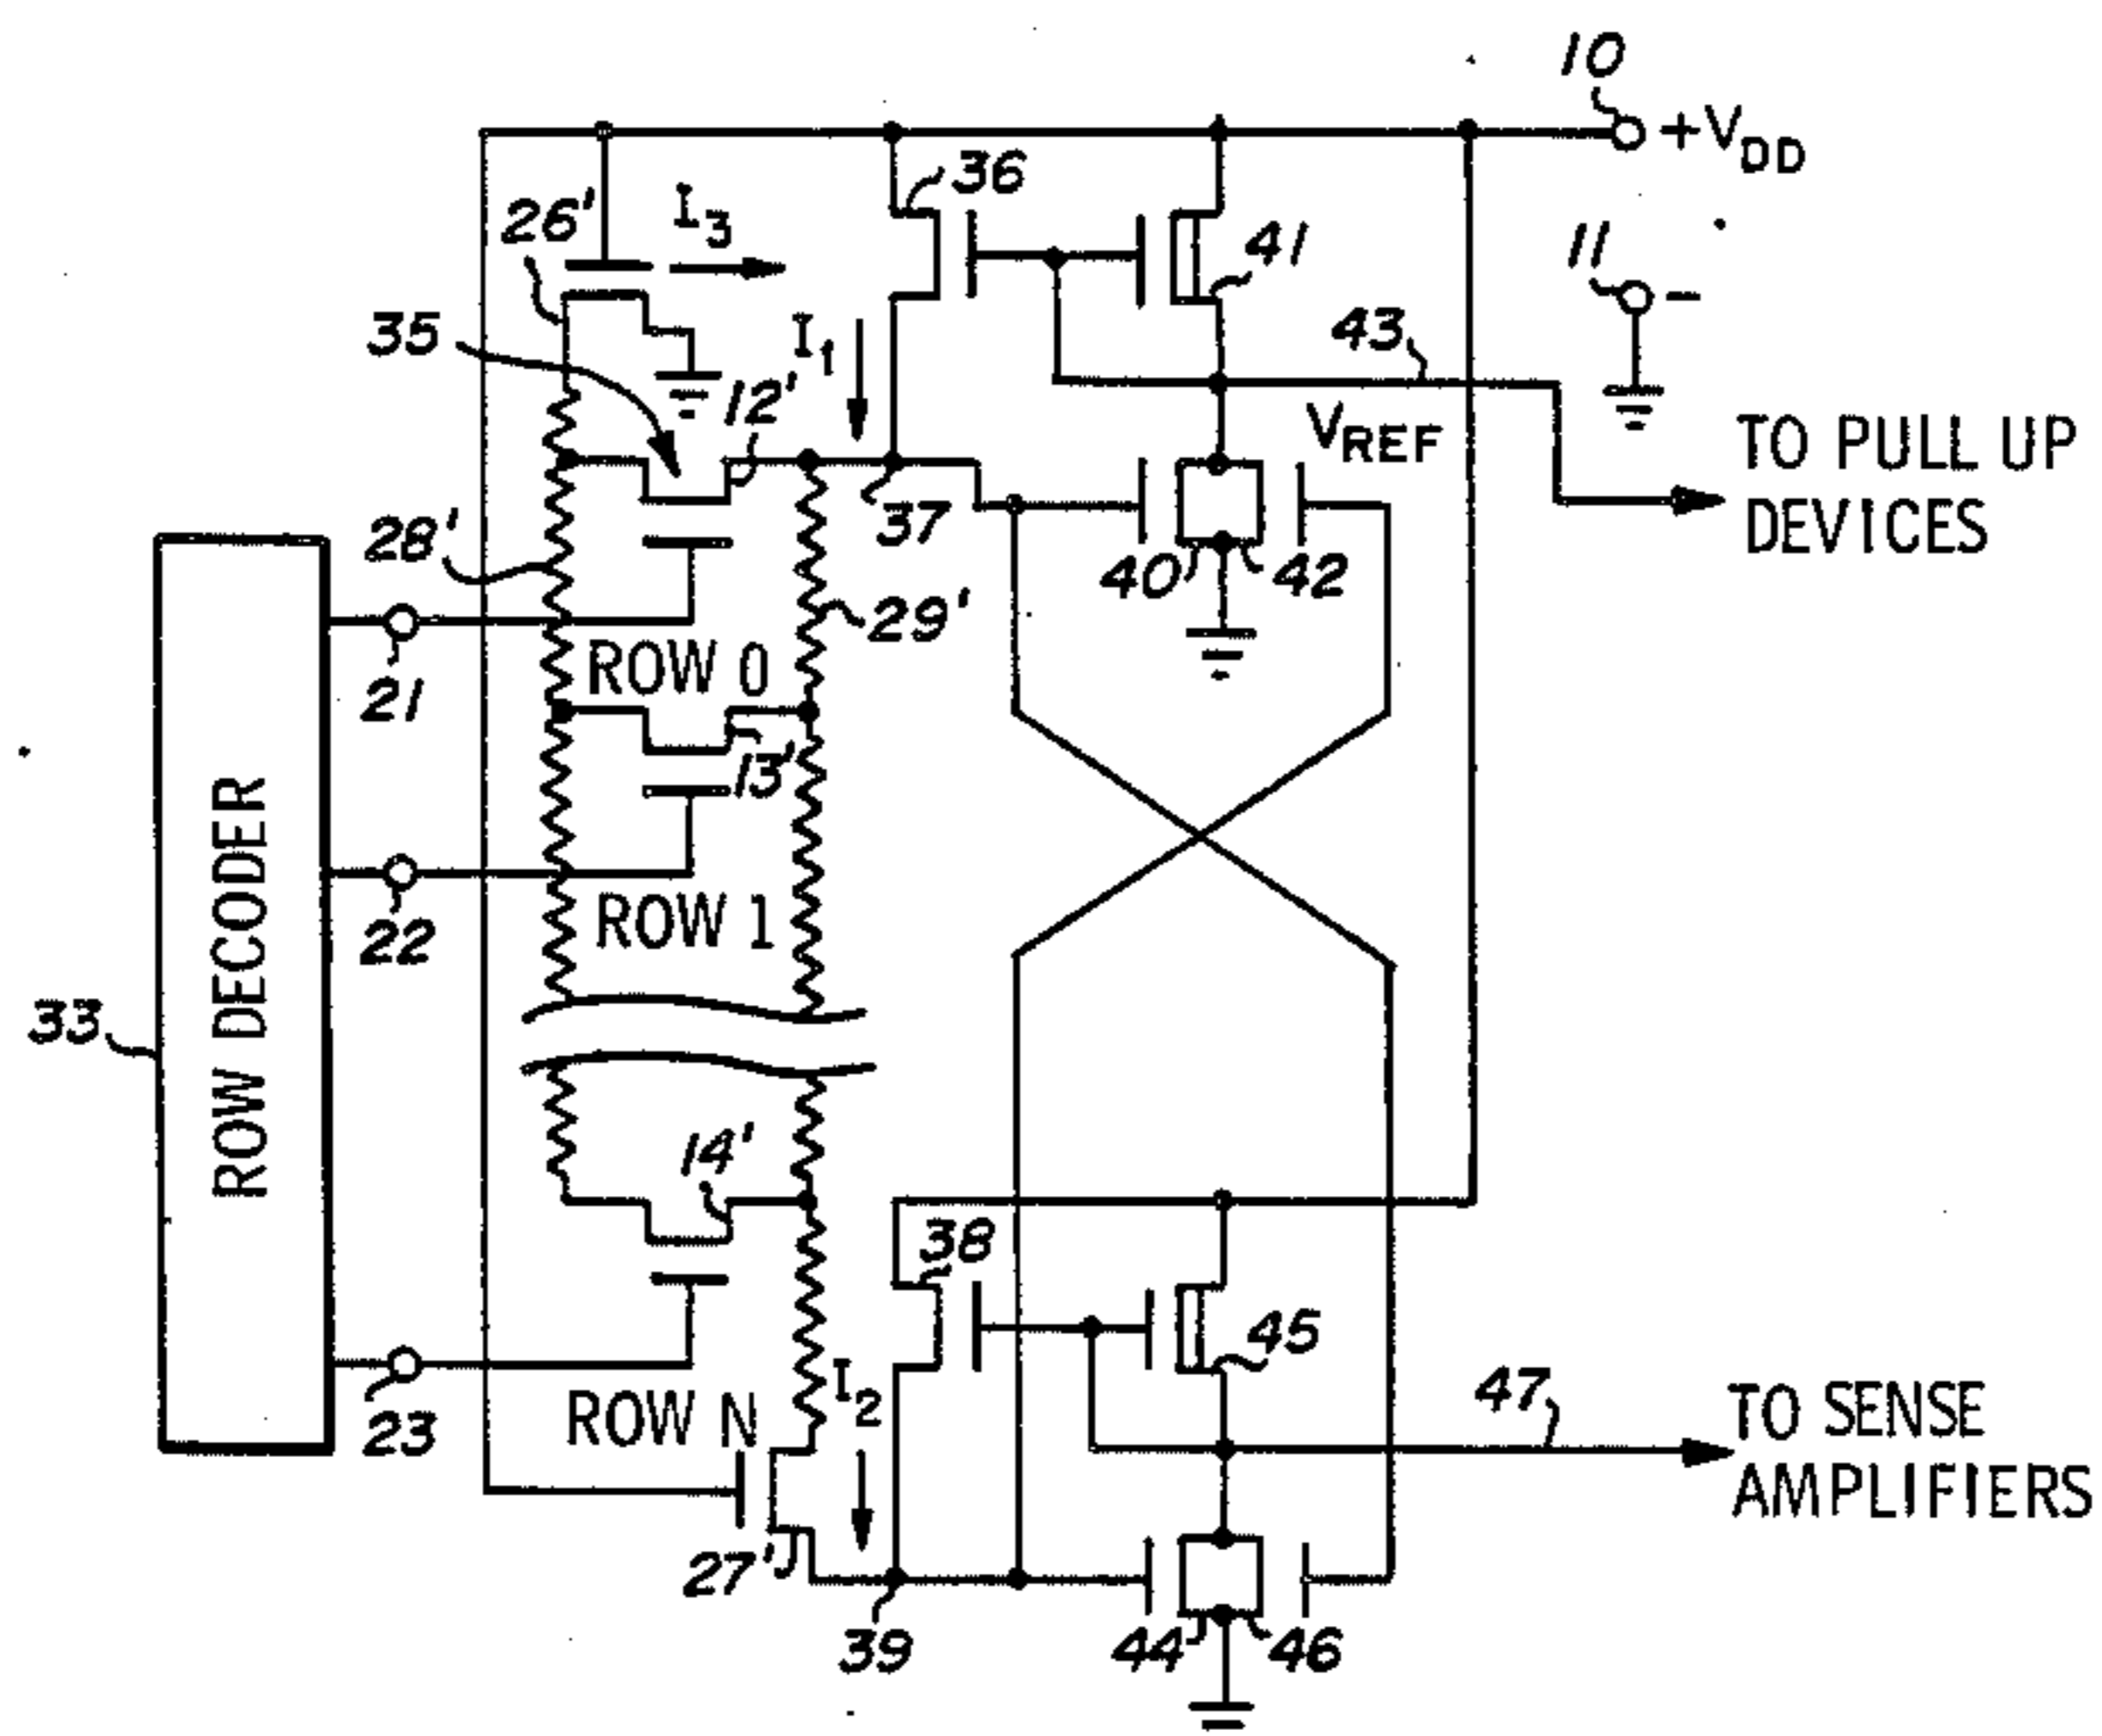 10
+VDD
36
26'
I3
41
11
-
35
I1
43
12'
VREF
TO PULL UP
DEVICES
28'
37
40
42
29'
21
ROW 0
13'
ROW DECODER
22
ROW 1
33
14'
38
45
47
I2
TO SENSE
AMPLIFIERS
23
ROW N
27'
39
44
46